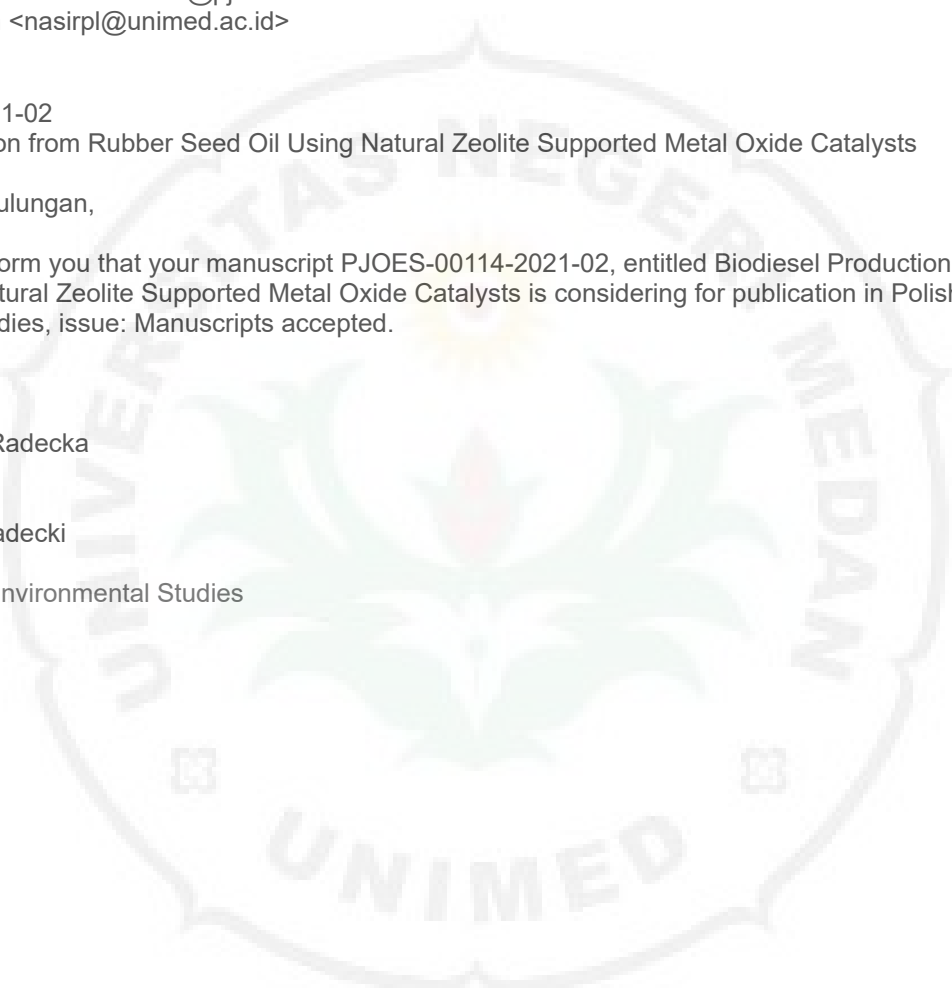 <nasirpl@unimed.ac.id>
1-02
on from Rubber Seed Oil Using Natural Zeolite Supported Metal Oxide Catalysts
ulungan,
orm you that your manuscript PJOES-00114-2021-02, entitled Biodiesel Production
tural Zeolite Supported Metal Oxide Catalysts is considering for publication in Polish
dies, issue: Manuscripts accepted.
Radecka
adecki
nvironmental Studies
UNIVERSITAS NEGERI MEDAN
UNIMED